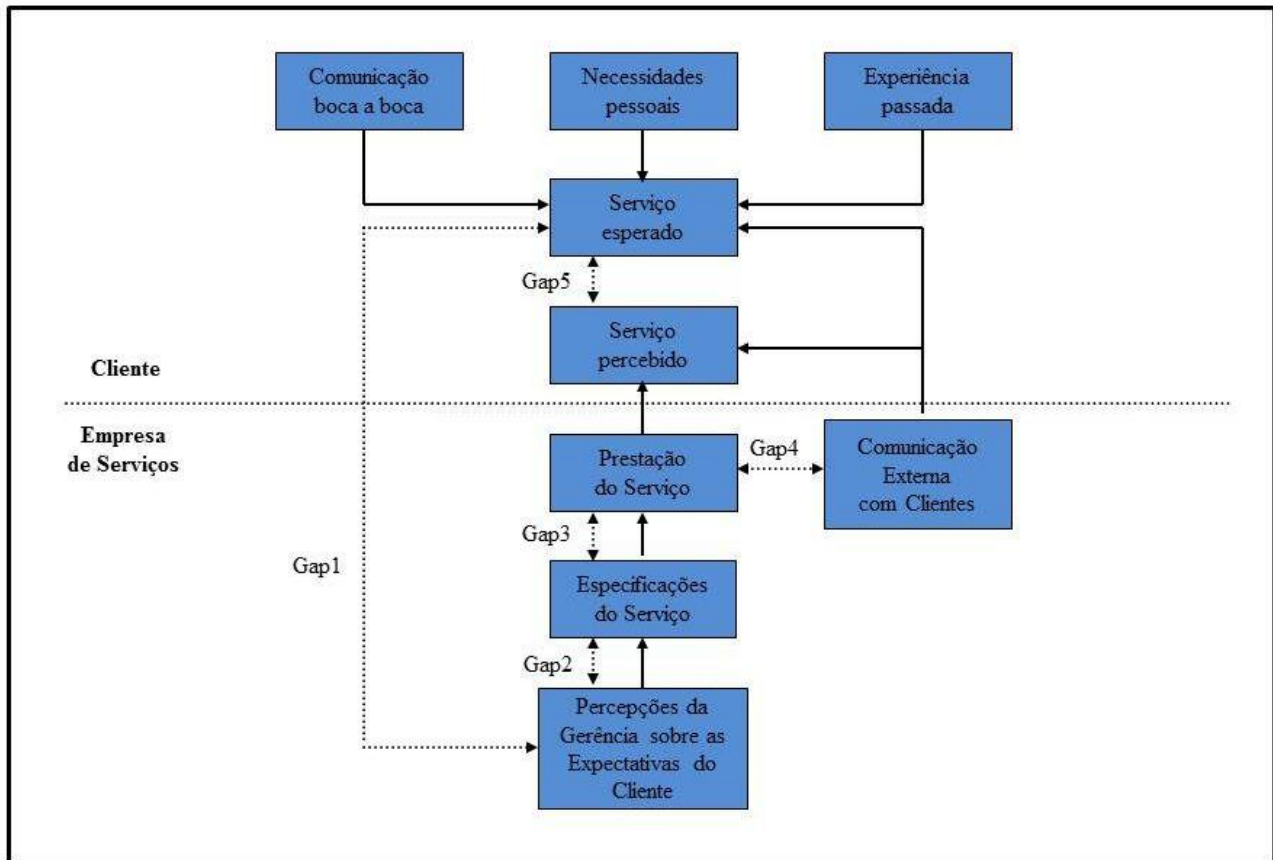 Comunicação
boca a boca
Necessidades
pessoais
Experiência
passada
Serviço
esperado
Gap5
Serviço
percebido
Cliente
Empresa
de Serviços
Prestação
do Serviço
Gap4
Comunicação
Externa
com Clientes
Gap3
Gap1
Especificações
do Serviço
Gap2
Percepções da
Gerência sobre as
Expectativas do
Cliente